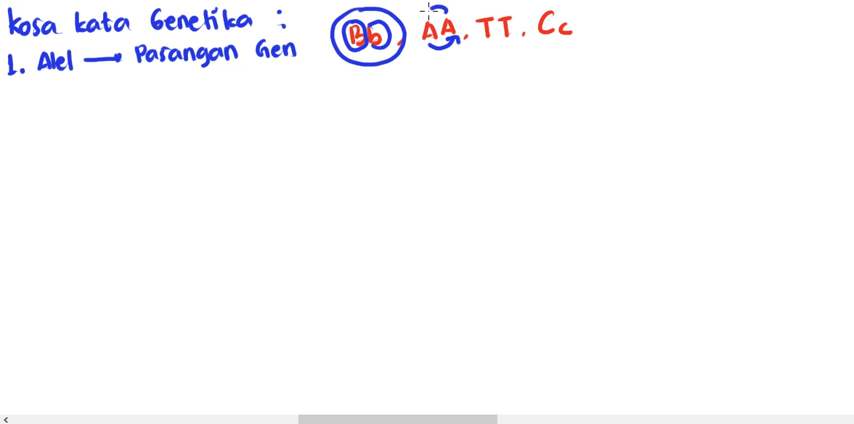 kosa kata Genetika :
1. Alel → Pasangan Gen
Bb, AA, TT, Cc